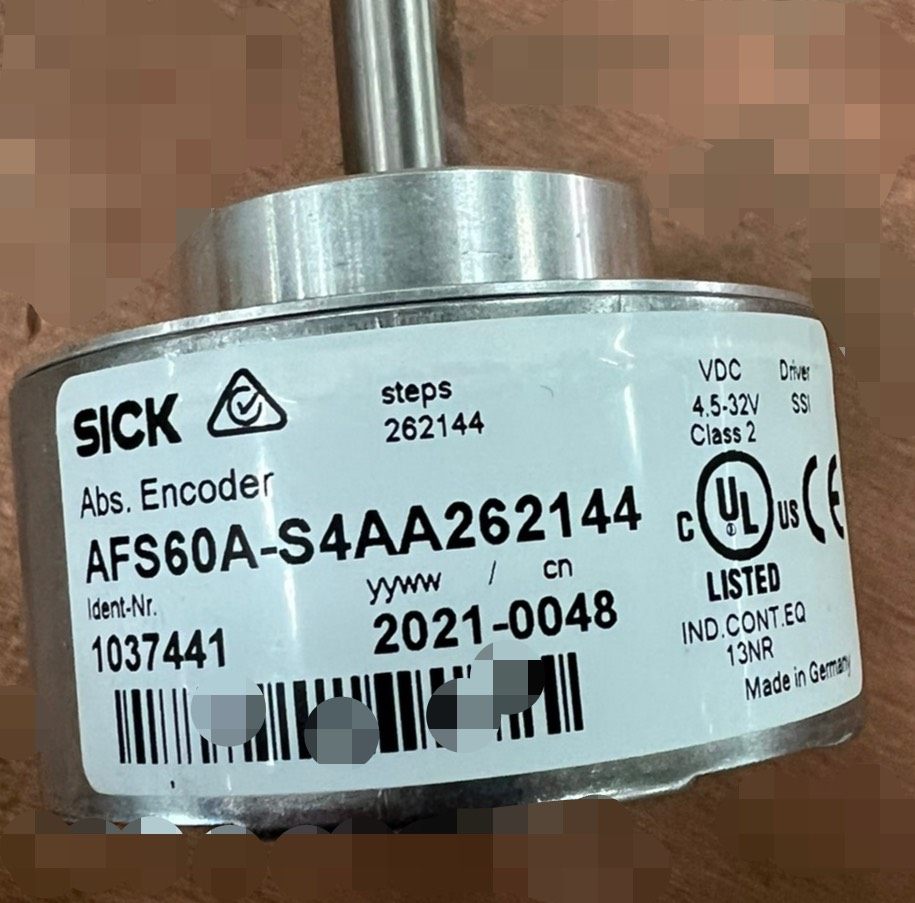 SICK
steps
262144
VDC Driver
4.5-32V SSI
Class 2
Abs. Encoder
AFS60A-S4AA262144
yyww / cn
Ident-Nr.
1037441
2021-0048
C UL US CE
LISTED
IND.CONT.EQ
13NR
Made in Germany